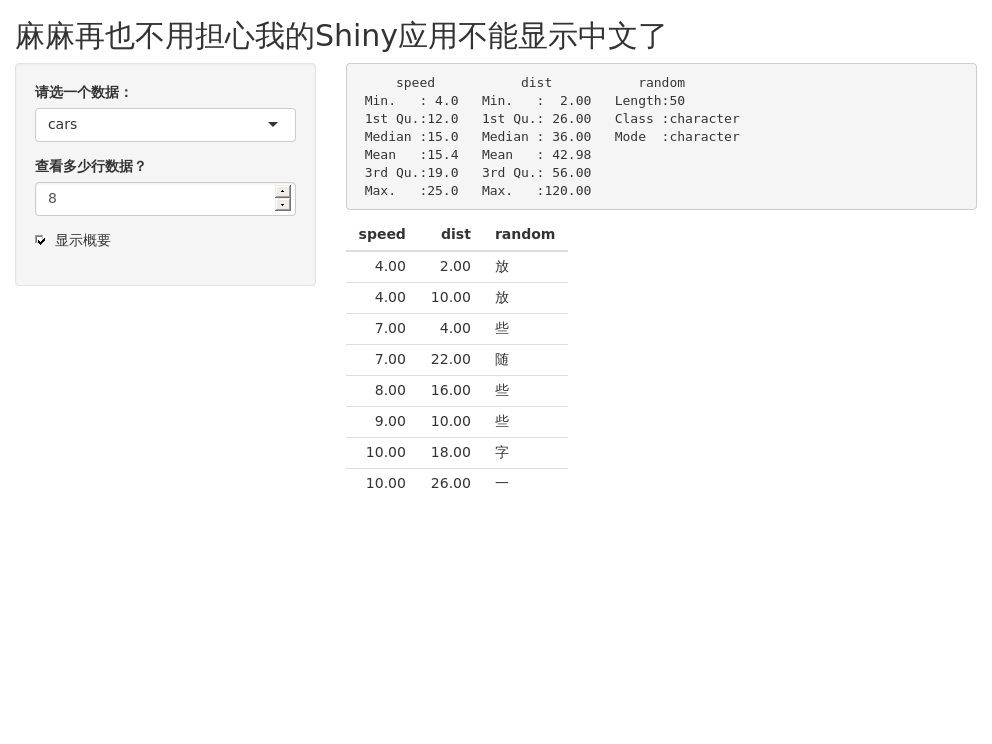 麻麻再也不用担心我的Shiny应用不能显示中文了
请选一个数据：
cars
查看多少行数据？
8
显示概要
speed dist random
Min. : 4.0 Min. : 2.00 Length:50
1st Qu.:12.0 1st Qu.: 26.00 Class :character
Median :15.0 Median : 36.00 Mode :character
Mean :15.4 Mean : 42.98
3rd Qu.:19.0 3rd Qu.: 56.00
Max. :25.0 Max. :120.00
speed dist random
4.00 2.00 放
4.00 10.00 放
7.00 4.00 些
7.00 22.00 随
8.00 16.00 些
9.00 10.00 些
10.00 18.00 字
10.00 26.00 一